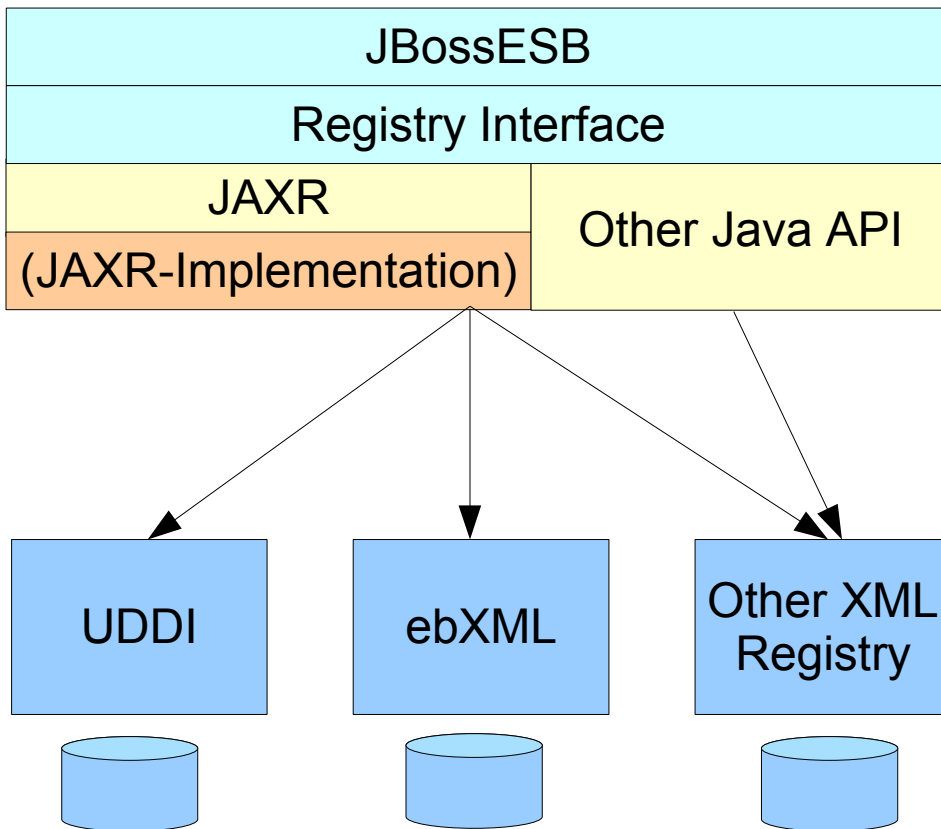 JBossESB
Registry Interface
JAXR
Other Java API
(JAXR-Implementation)
UDDI
ebXML
Other XML
Registry